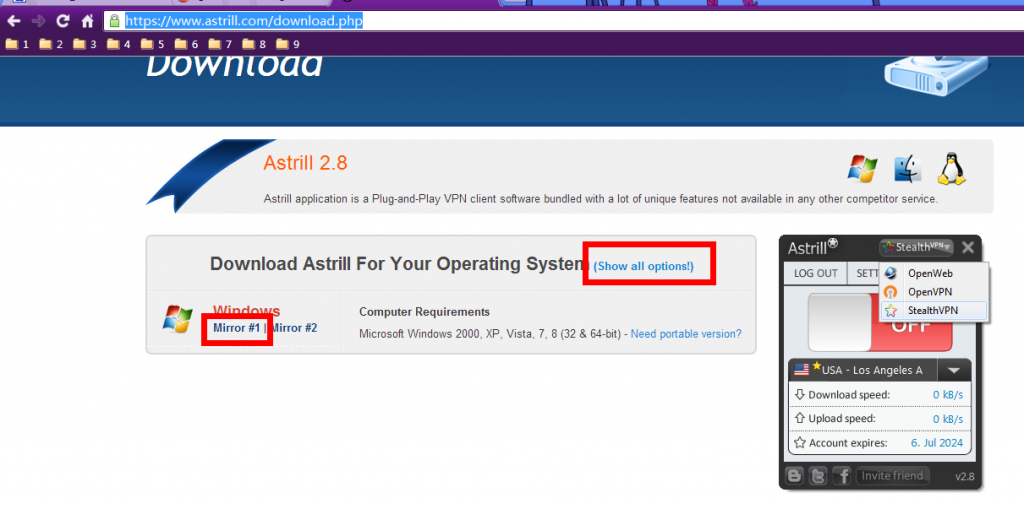 https://www.astrill.com/download.php
1 2 3 4 5 6 7 8 9
Download
Astrill 2.8
Astrill application is a Plug-and-Play VPN client software bundled with a lot of unique features not available in any other competitor service.
Download Astrill For Your Operating System (Show all options!)
Windows
Mirror #1 | Mirror #2
Computer Requirements
Microsoft Windows 2000, XP, Vista, 7, 8 (32 & 64-bit) - Need portable version?
Astrill StealthVPN
LOG OUT SETT
OpenWeb
OpenVPN
StealthVPN
OFF
USA - Los Angeles A
Download speed: 0 kB/s
Upload speed: 0 kB/s
Account expires: 6. Jul 2024
Invite friend v2.8